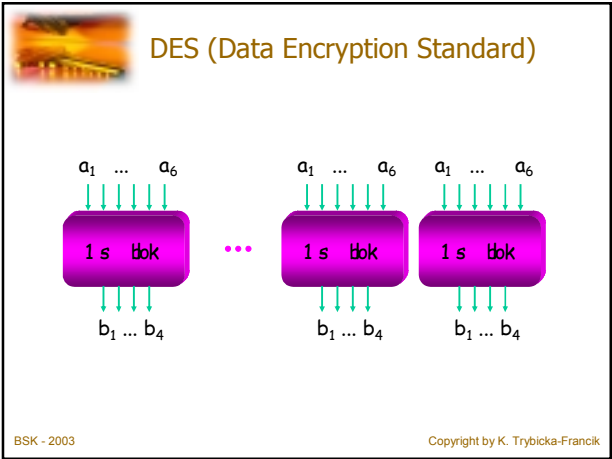 DES (Data Encryption Standard)
a₁ ... a₆ a₁ ... a₆ a₁ ... a₆
1 s blok ... 1 s blok 1 s blok
b₁ ... b₄ b₁ ... b₄ b₁ ... b₄
BSK - 2003 Copyright by K. Trybicka-Francik